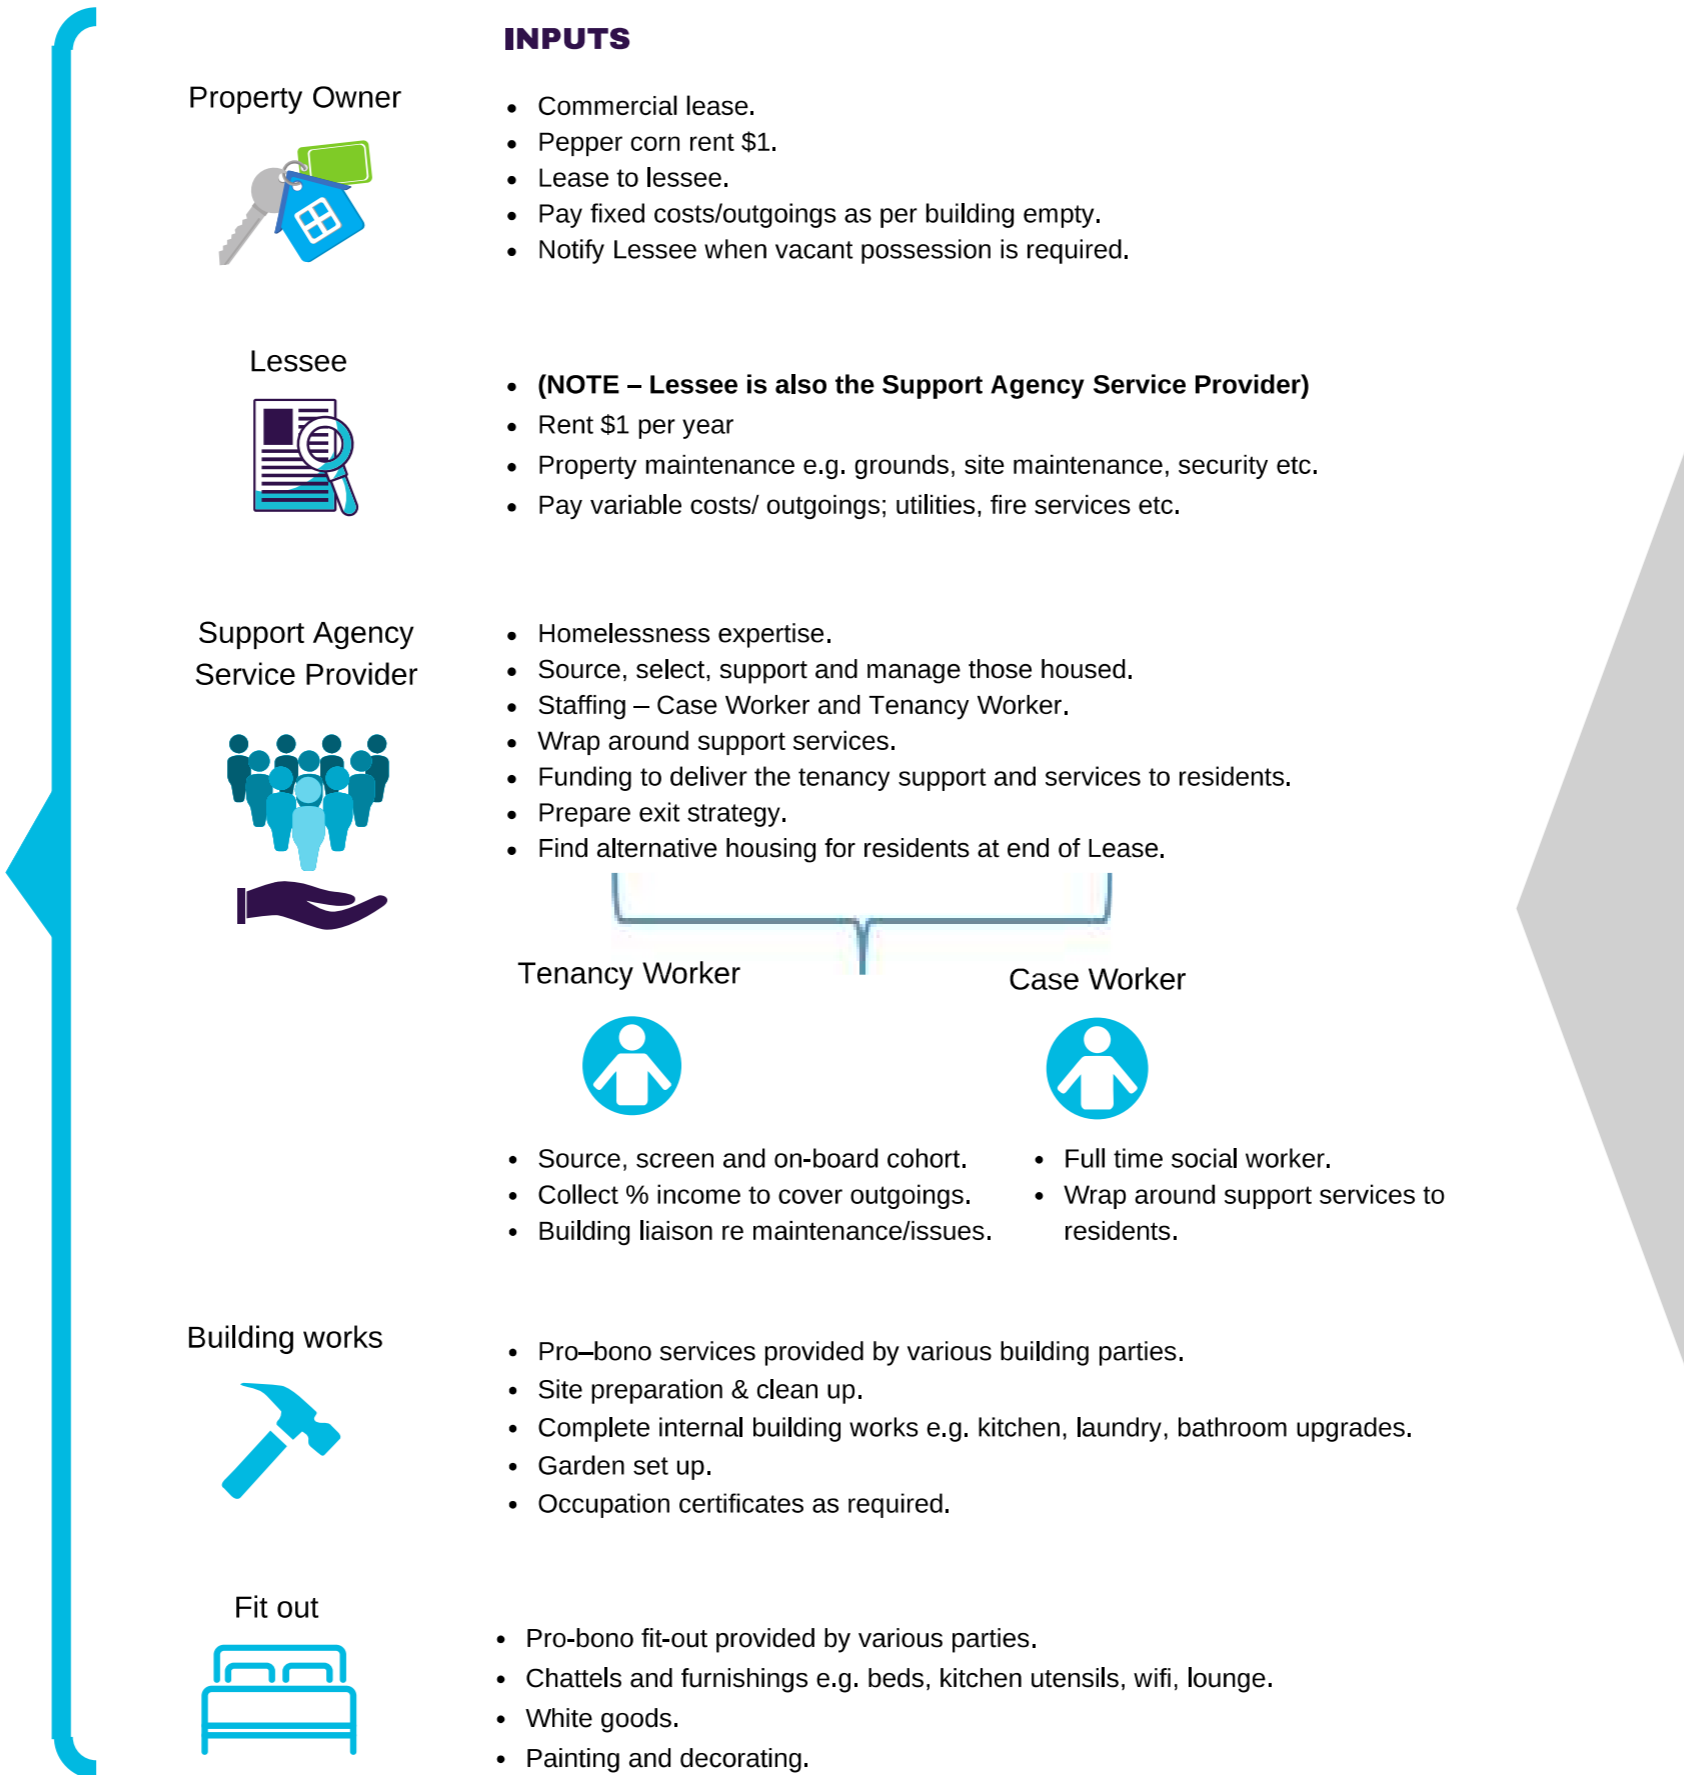 INPUTS
Property Owner
• Commercial lease.
• Pepper corn rent $1.
• Lease to lessee.
• Pay fixed costs/outgoings as per building empty.
• Notify Lessee when vacant possession is required.
Lessee
• (NOTE – Lessee is also the Support Agency Service Provider)
• Rent $1 per year
• Property maintenance e.g. grounds, site maintenance, security etc.
• Pay variable costs/ outgoings; utilities, fire services etc.
Support Agency
Service Provider
• Homelessness expertise.
• Source, select, support and manage those housed.
• Staffing – Case Worker and Tenancy Worker.
• Wrap around support services.
• Funding to deliver the tenancy support and services to residents.
• Prepare exit strategy.
• Find alternative housing for residents at end of Lease.
Tenancy Worker
• Source, screen and on-board cohort.
• Collect % income to cover outgoings.
• Building liaison re maintenance/issues.
Case Worker
• Full time social worker.
• Wrap around support services to
residents.
Building works
• Pro–bono services provided by various building parties.
• Site preparation & clean up.
• Complete internal building works e.g. kitchen, laundry, bathroom upgrades.
• Garden set up.
• Occupation certificates as required.
Fit out
• Pro-bono fit-out provided by various parties.
• Chattels and furnishings e.g. beds, kitchen utensils, wifi, lounge.
• White goods.
• Painting and decorating.